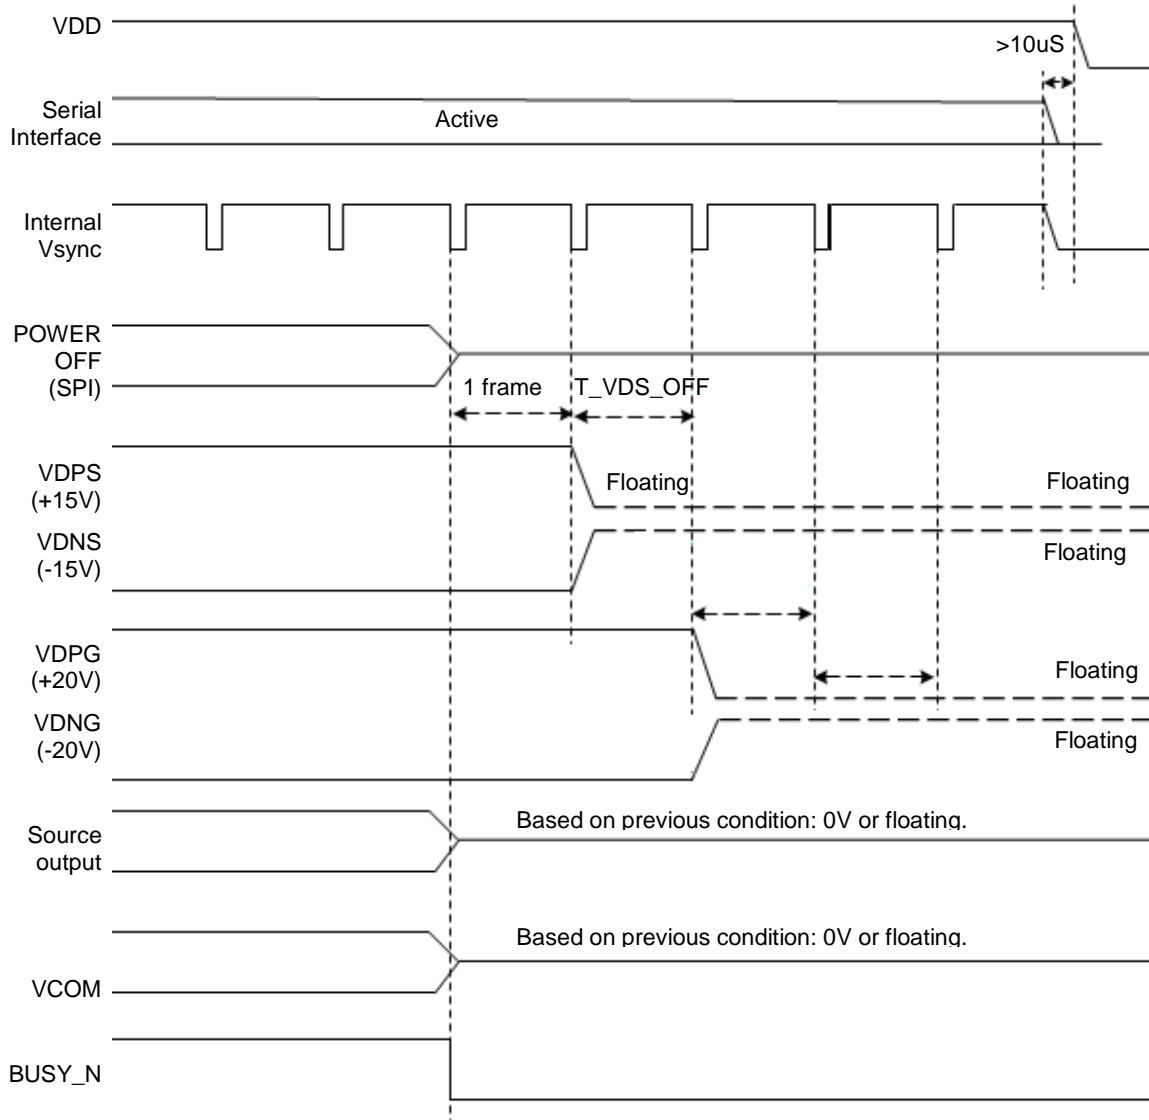 VDD
>10uS
Serial
Interface
Active
Internal
Vsync
POWER
OFF
(SPI)
1 frame
T_VDS_OFF
VDPS
(+15V)
Floating
Floating
VDNS
(-15V)
Floating
VDPG
(+20V)
Floating
VDNG
(-20V)
Floating
Source
output
Based on previous condition: 0V or floating.
VCOM
Based on previous condition: 0V or floating.
BUSY_N